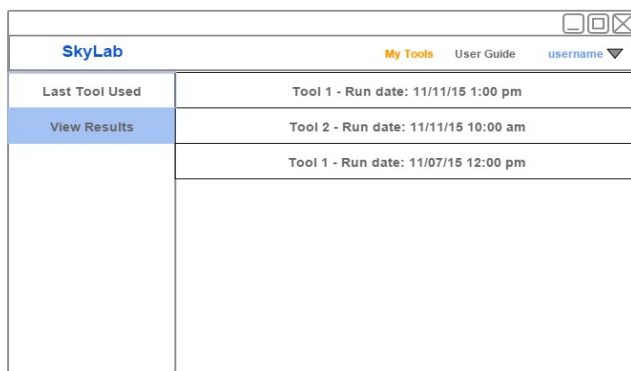 SkyLab
My Tools User Guide username
Last Tool Used
View Results
Tool 1 - Run date: 11/11/15 1:00 pm
Tool 2 - Run date: 11/11/15 10:00 am
Tool 1 - Run date: 11/07/15 12:00 pm